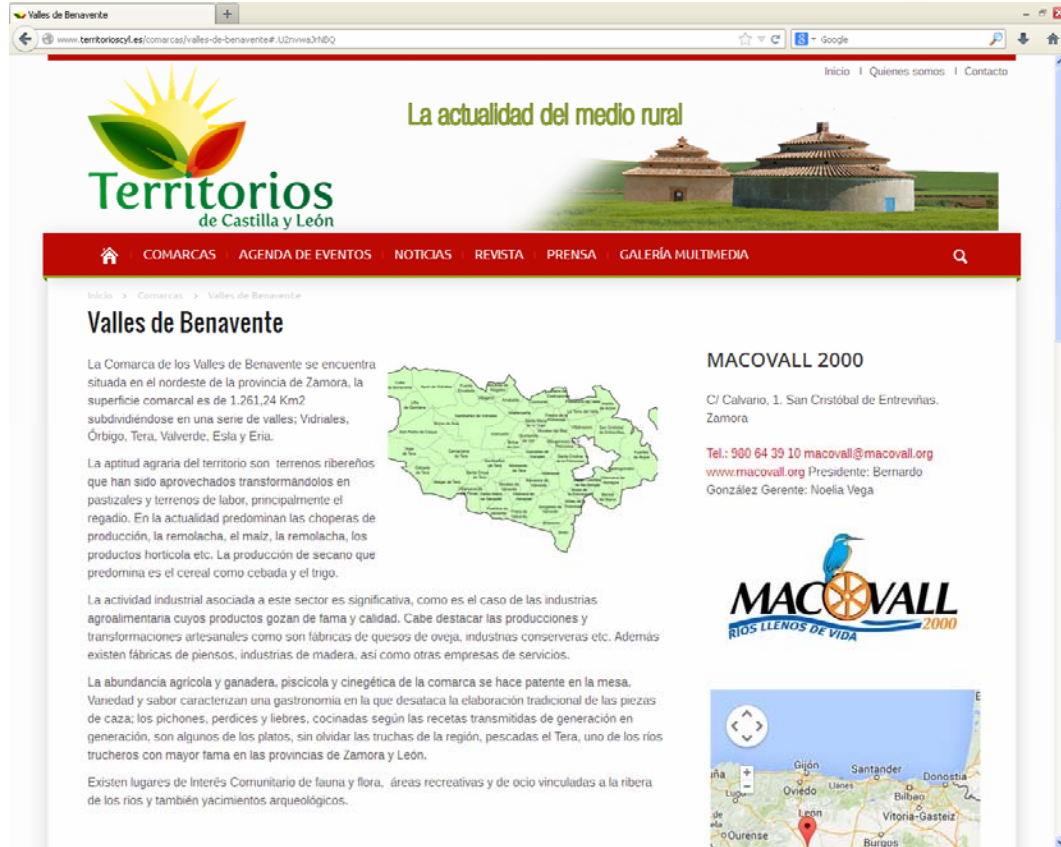 Valles de Benavente
www.territorioscyl.es/comarcas/valles-de-benavente#.U2nvwa3rNBQ
Google
Inicio I Quienes somos I Contacto
La actualidad del medio rural
Territorios
de Castilla y León
COMARCAS
AGENDA DE EVENTOS
NOTICIAS
REVISTA
PRENSA
GALERÍA MULTIMEDIA
Inicio > Comarcas > Valles de Benavente
Valles de Benavente
La Comarca de los Valles de Benavente se encuentra
situada en el nordeste de la provincia de Zamora, la
superficie comarcal es de 1.261,24 Km2
subdividiéndose en una serie de valles; Vidriales,
Órbigo, Tera, Valverde, Esla y Eria.
La aptitud agraria del territorio son terrenos ribereños
que han sido aprovechados transformándolos en
pastizales y terrenos de labor, principalmente el
regadio. En la actualidad predominan las choperas de
producción, la remolacha, el maíz, la remolacha, los
productos horticola etc. La producción de secano que
predomina es el cereal como cebada y el trigo.
La actividad industrial asociada a este sector es significativa, como es el caso de las industrias
agroalimentaria cuyos productos gozan de fama y calidad. Cabe destacar las producciones y
transformaciones artesanales como son fábricas de quesos de oveja, industrias conserveras etc. Además
existen fábricas de piensos, industrias de madera, así como otras empresas de servicios.
La abundancia agrícola y ganadera, piscícola y cinegética de la comarca se hace patente en la mesa.
Variedad y sabor caracterizan una gastronomía en la que desataca la elaboración tradicional de las piezas
de caza; los pichones, perdices y liebres, cocinadas según las recetas transmitidas de generación en
generación, son algunos de los platos, sin olvidar las truchas de la región, pescadas el Tera, uno de los ríos
trucheros con mayor fama en las provincias de Zamora y León.
Existen lugares de Interés Comunitario de fauna y flora, áreas recreativas y de ocio vinculadas a la ribera
de los rios y también yacimientos arqueológicos.
MACOVALL 2000
C/ Calvario, 1. San Cristóbal de Entreviñas.
Zamora
Tel.: 980 64 39 10 macovall@macovall.org
www.macovall.org Presidente: Bernardo
González Gerente: Noelia Vega
MACOVALL
2000
RIOS LLENOS DE VIDA
Gijón
Santander
Donostia
Lugo
Oviedo
Llanes
Bilbao
León
Vitoria-Gasteiz
Ourense
Burgos